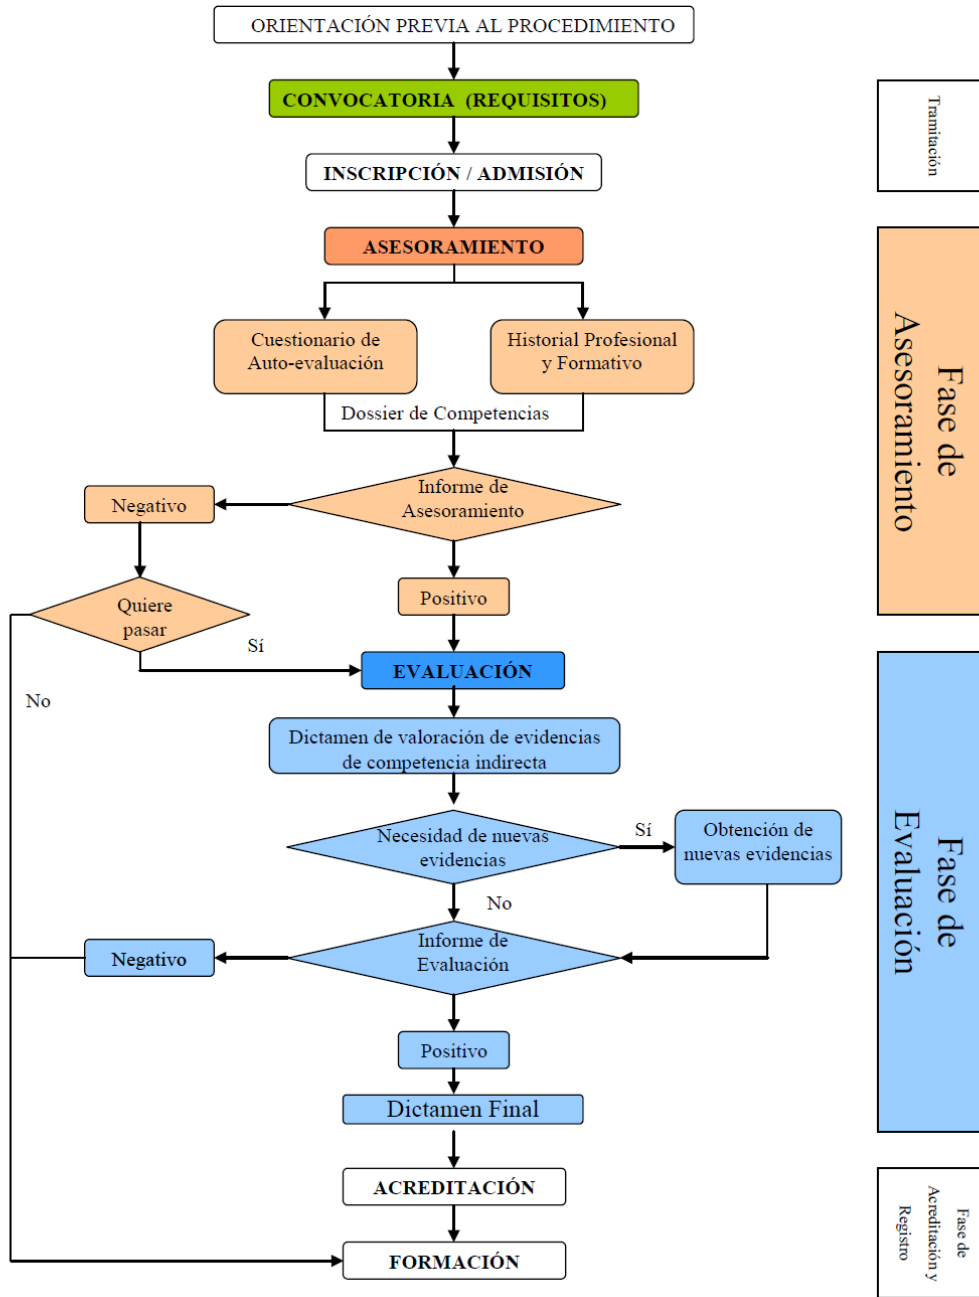 ORIENTACIÓN PREVIA AL PROCEDIMIENTO
CONVOCATORIA (REQUISITOS)
Tramitación
INSCRIPCIÓN / ADMISIÓN
ASESORAMIENTO
Cuestionario de
Auto-evaluación
Historial Profesional
y Formativo
Dossier de Competencias
Fase de
Asesoramiento
Informe de
Asesoramiento
Negativo
Positivo
Quiere
pasar
Sí
No
EVALUACIÓN
Dictamen de valoración de evidencias
de competencia indirecta
Necesidad de nuevas
evidencias
Sí
Obtención de
nuevas evidencias
No
Fase de
Evaluación
Informe de
Evaluación
Negativo
Positivo
Dictamen Final
ACREDITACIÓN
FORMACIÓN
Fase de
Acreditación y
Registro